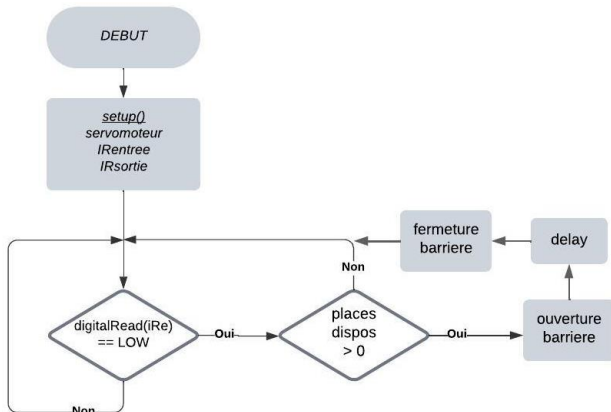 DEBUT
setup()
servomoteur
IRentree
IRsortie
fermeture
barriere
delay
Non
digitalRead(iRe)
== LOW
Oui
places
dispos
> 0
Oui
ouverture
barriere
Non